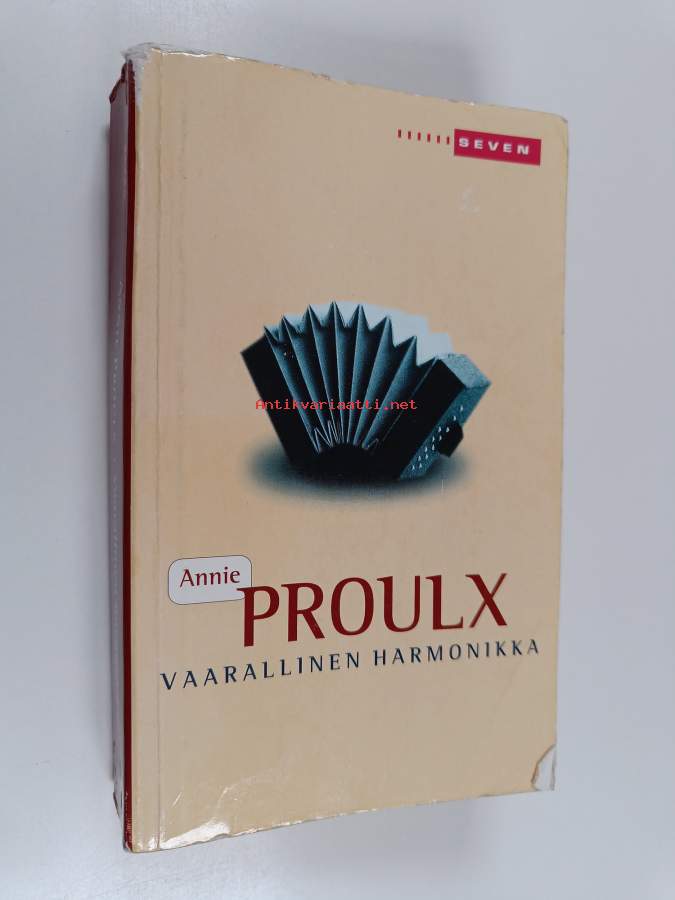 SEVEN
Antikvariaatti.net
Annie
PROULX
VAARALLINEN HARMONIKKA